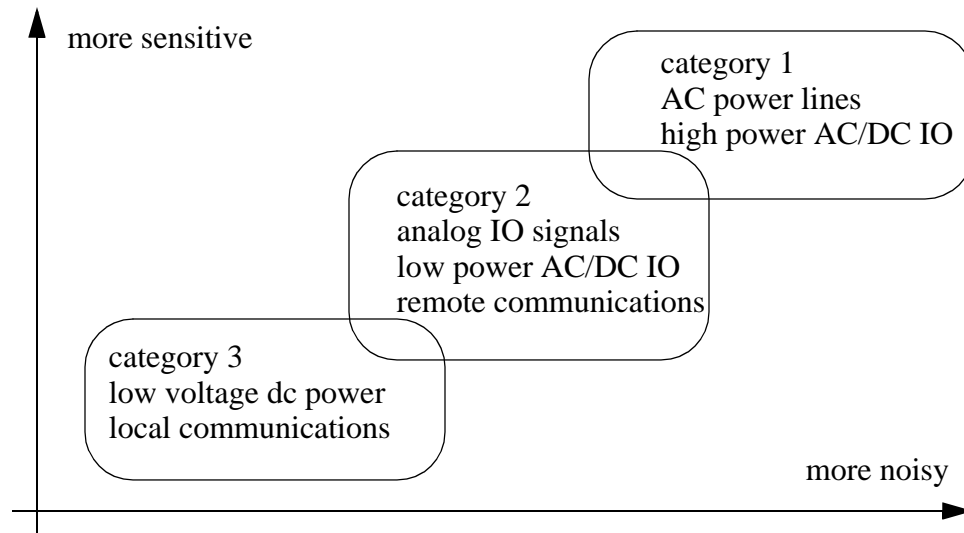 more sensitive
category 1
AC power lines
high power AC/DC IO
category 2
analog IO signals
low power AC/DC IO
remote communications
category 3
low voltage dc power
local communications
more noisy